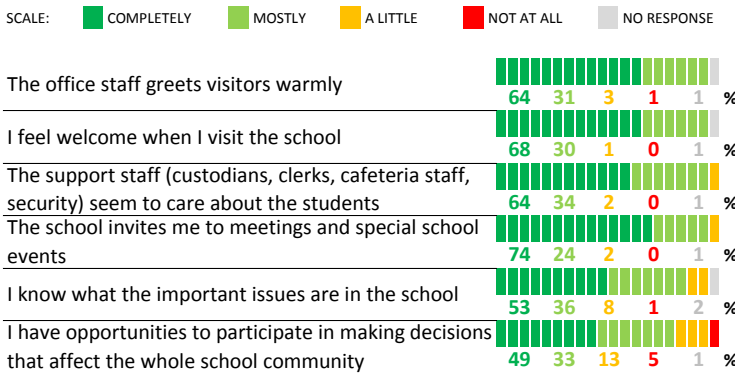 SCALE: COMPLETELY MOSTLY A LITTLE NOT AT ALL NO RESPONSE
The office staff greets visitors warmly
64 31 3 1 1 %
I feel welcome when I visit the school
68 30 1 0 1 %
The support staff (custodians, clerks, cafeteria staff,
security) seem to care about the students
64 34 2 0 1 %
The school invites me to meetings and special school
events
74 24 2 0 1 %
I know what the important issues are in the school
53 36 8 1 2 %
I have opportunities to participate in making decisions
that affect the whole school community
49 33 13 5 1 %